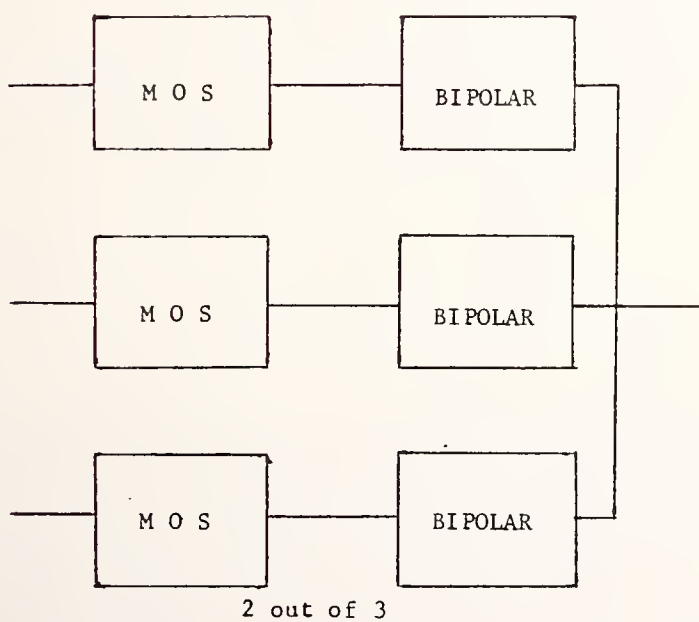 M O S
BIPOLAR
M O S
BIPOLAR
M O S
BIPOLAR
2 out of 3